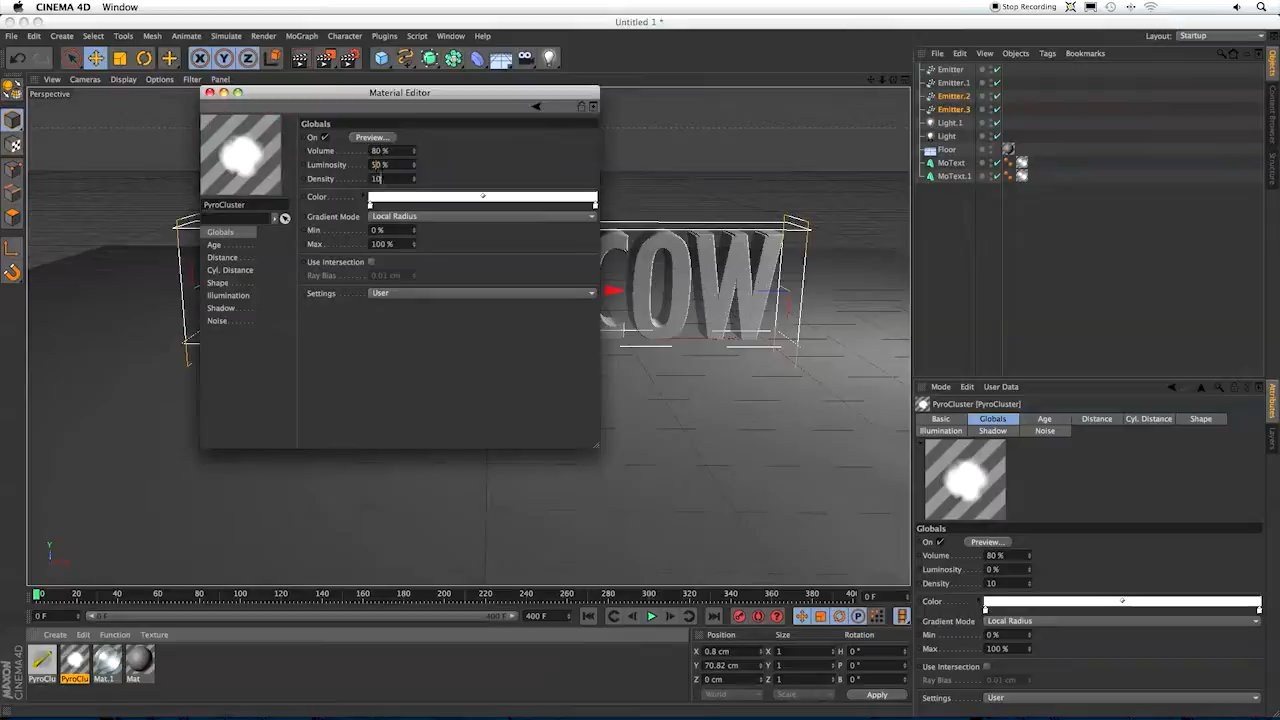 CINEMA 4D Window
Stop Recording
Untitled 1 *
File Edit Create Select Tools Mesh Animate Simulate Render MoGraph Character Plugins Script Window Help
Layout: Startup
View Cameras Display Options Filter Panel
Perspective
File Edit View Objects Tags Bookmarks
Emitter
Emitter.1
Emitter.2
Emitter.3
Light.1
Light
Floor
MoText
MoText.1
Objects
Content Browser
Structure
Material Editor
PyroCluster
Globals
Age
Distance
Cyl. Distance
Shape
Illumination
Shadow
Noise
Globals
On
Preview...
Volume 80 %
Luminosity 50 %
Density 10
Color
Gradient Mode Local Radius
Min 0 %
Max 100 %
Use Intersection
Ray Bias 0.01 cm
Settings User
COW
Y
Mode Edit User Data
PyroCluster [PyroCluster]
Basic Globals Age Distance Cyl. Distance Shape
Illumination Shadow Noise
Globals
On Preview...
Volume 80 %
Luminosity 0 %
Density 10
Color
Gradient Mode Local Radius
Min 0 %
Max 100 %
Use Intersection
Ray Bias 0.01 cm
Settings User
Attributes
Layers
0 20 40 60 80 100 120 140 160 180 200 220 240 260 280 300 320 340 360 380 400 0 F
0 F 0 F 400 F 400 F
Create Edit Function Texture
PyroClu PyroClu Mat.1 Mat
Position Size Rotation
X 0.8 cm X 1 H 0 °
Y 70.82 cm Y 1 P 0 °
Z 0 cm Z 1 B 0 °
World Scale Apply
MAXON CINEMA 4D